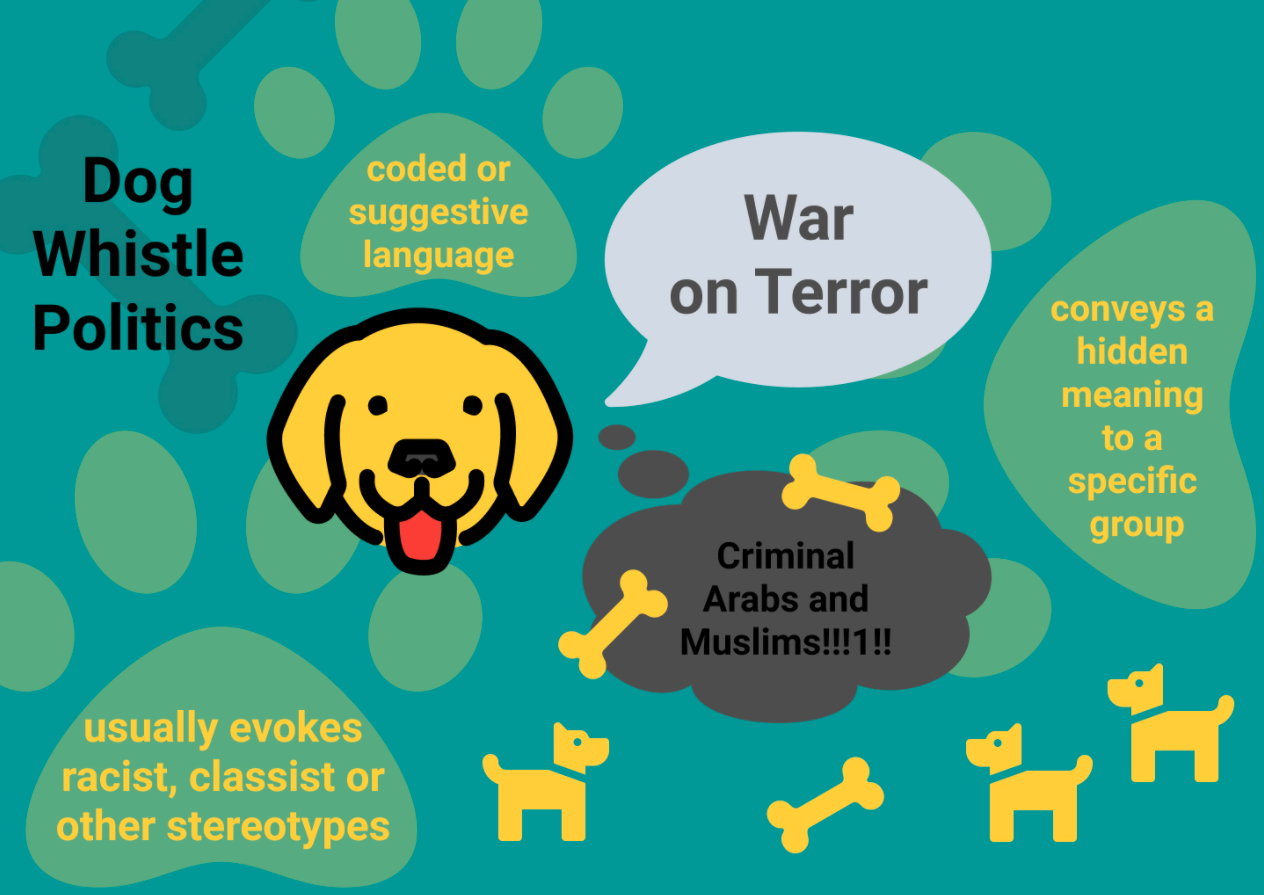 Dog
Whistle
Politics
coded or
suggestive
language
War
on Terror
conveys a
hidden
meaning
to a
specific
group
Criminal
Arabs and
Muslims!!!1!!
usually evokes
racist, classist or
other stereotypes